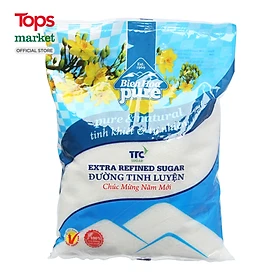 Tops
market
OFFICIAL STORE
Biên Hòa
pure
pure & natural
tinh khiết & tự nhiên
TTC
EXTRA REFINED SUGAR
ĐƯỜNG TINH LUYỆN
Chúc Mừng Năm Mới